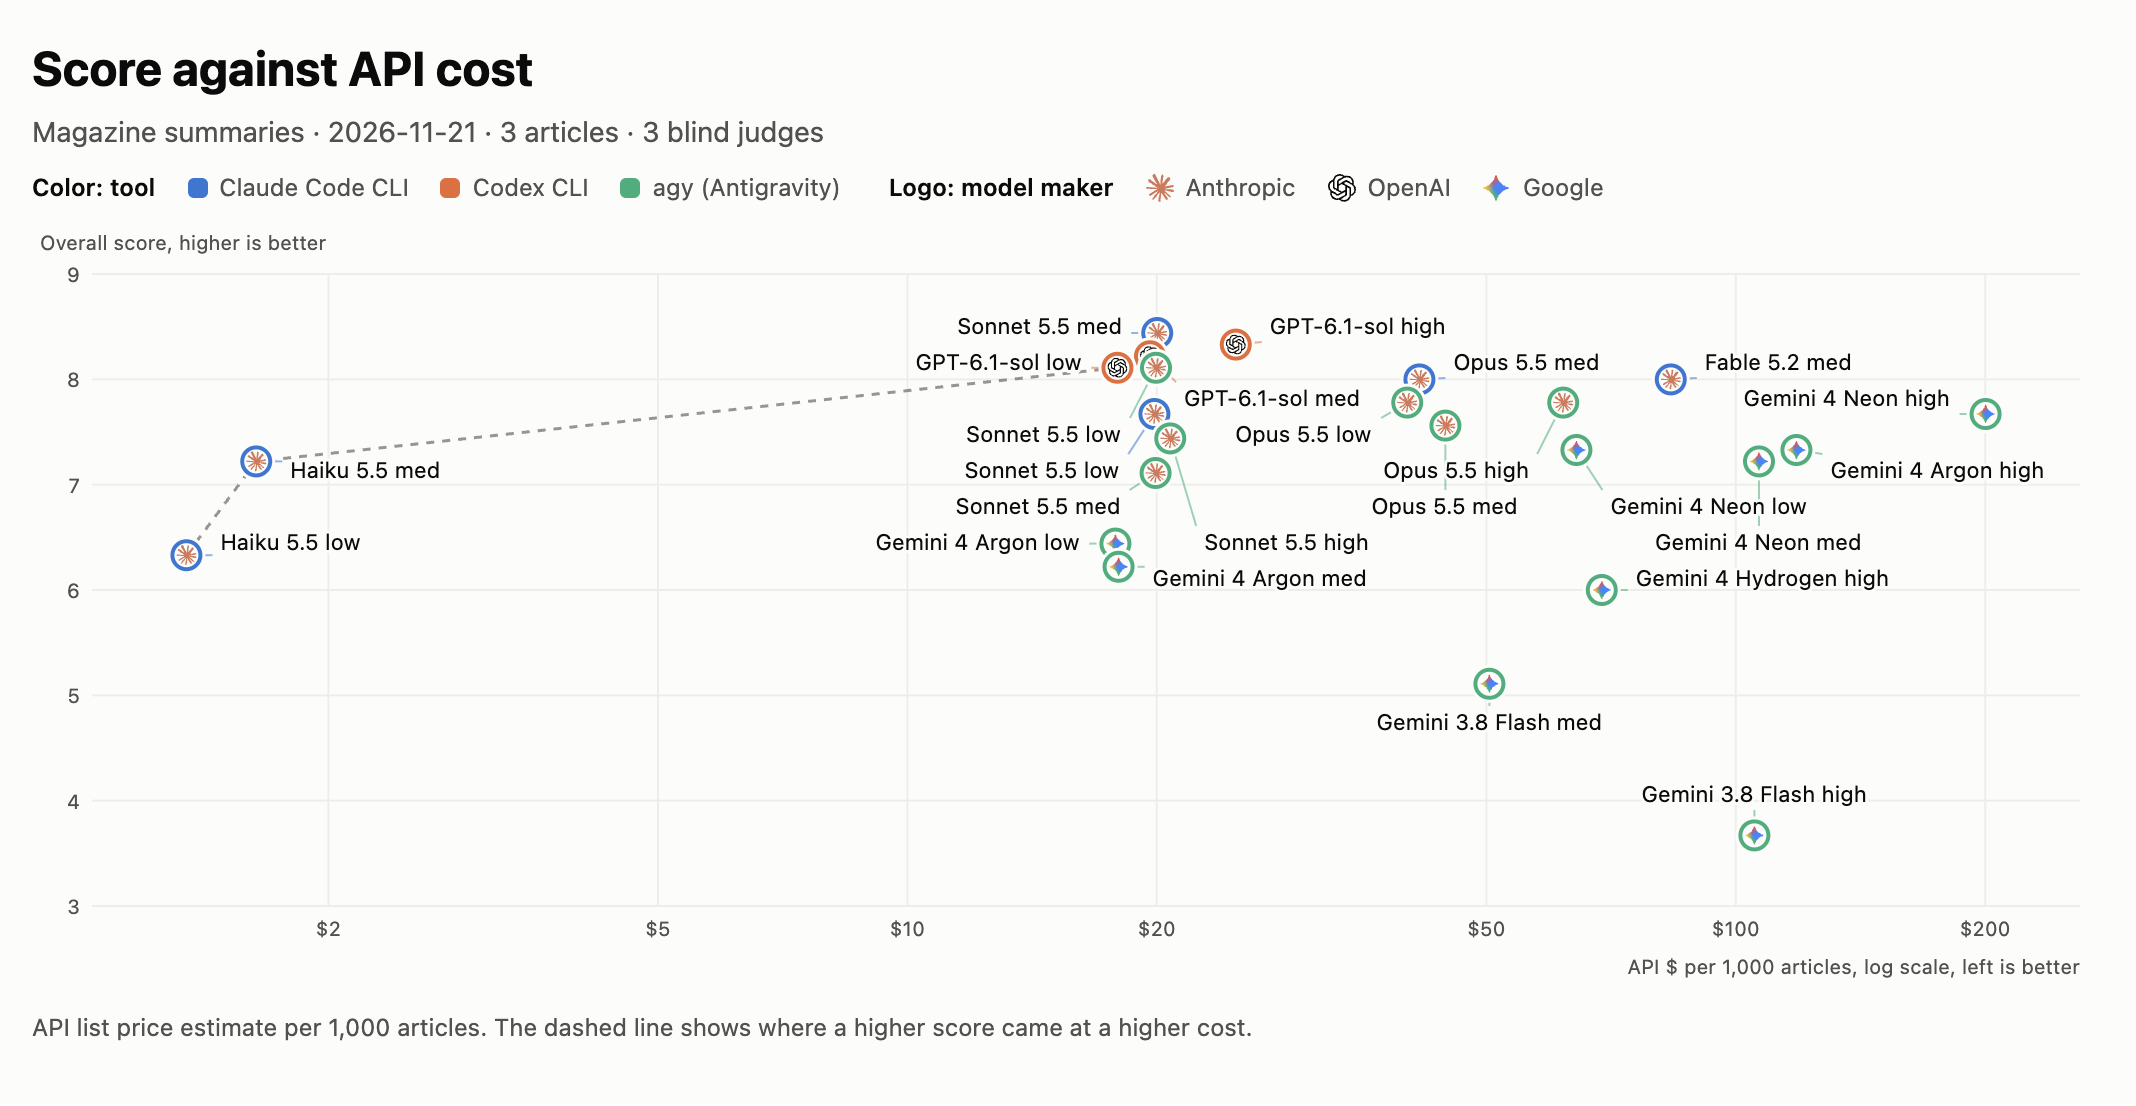 Score against API cost
Magazine summaries · 2026-11-21 · 3 articles · 3 blind judges
Color: tool Claude Code CLI Codex CLI agy (Antigravity) Logo: model maker Anthropic OpenAI Google
Overall score, higher is better
9
Sonnet 5.5 med
GPT-6.1-sol high
GPT-6.1-sol low
Opus 5.5 med
Fable 5.2 med
8
GPT-6.1-sol med
Gemini 4 Neon high
Sonnet 5.5 low
Opus 5.5 low
Haiku 5.5 med
Sonnet 5.5 low
Opus 5.5 high
Gemini 4 Argon high
7
Sonnet 5.5 med
Opus 5.5 med
Gemini 4 Neon low
Haiku 5.5 low
Gemini 4 Argon low
Sonnet 5.5 high
Gemini 4 Neon med
Gemini 4 Argon med
Gemini 4 Hydrogen high
6
5
Gemini 3.8 Flash med
Gemini 3.8 Flash high
4
3
$2 $5 $10 $20 $50 $100 $200
API $ per 1,000 articles, log scale, left is better
API list price estimate per 1,000 articles. The dashed line shows where a higher score came at a higher cost.